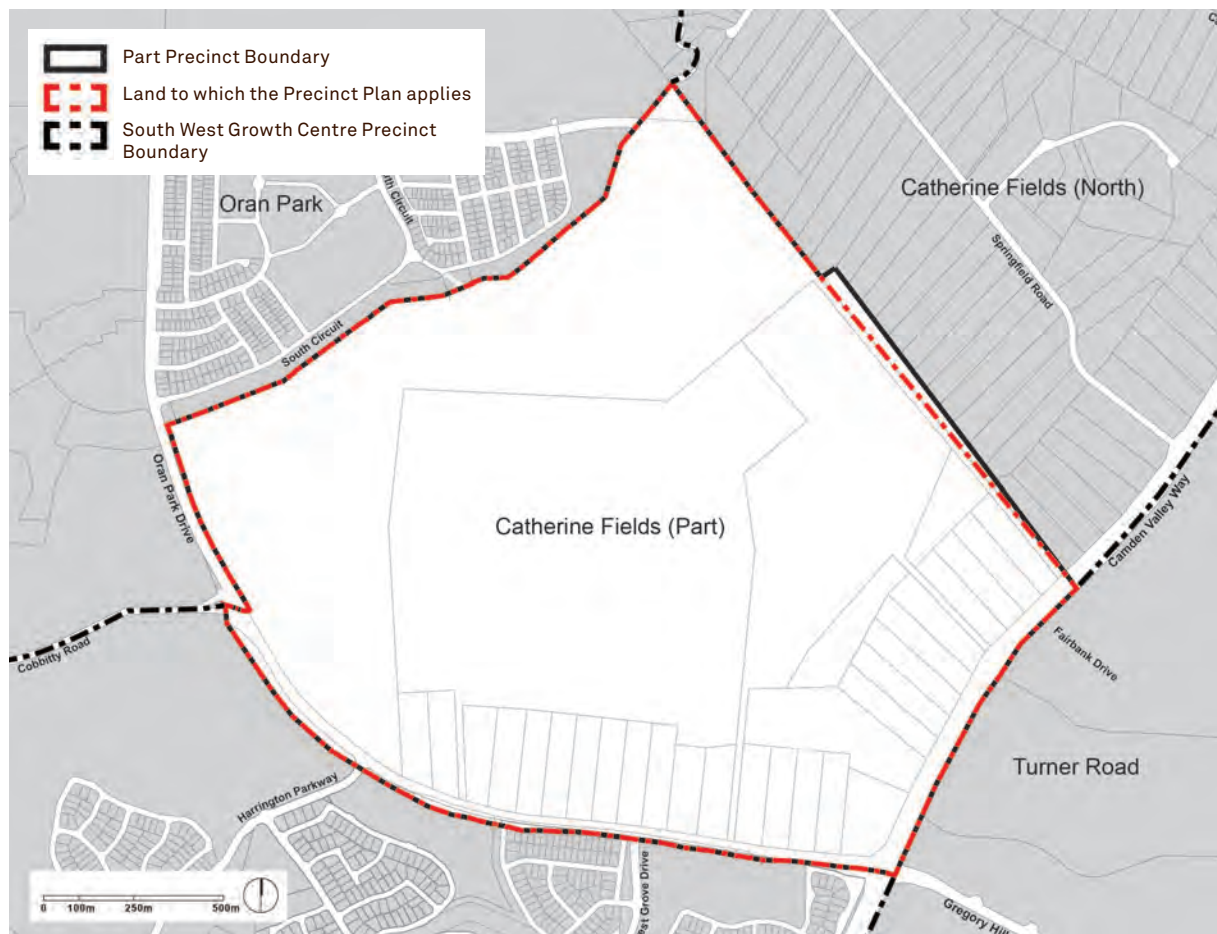 Part Precinct Boundary
Land to which the Precinct Plan applies
South West Growth Centre Precinct
Boundary
Oran Park
Catherine Fields (North)
Springfield Road
South Circuit
Oran Park Drive
Catherine Fields (Part)
Camden Valley Way
Cobbitty Road
Fairbank Drive
Turner Road
Harrington Parkway
0 100m 250m 500m
Grove Drive
Gregory